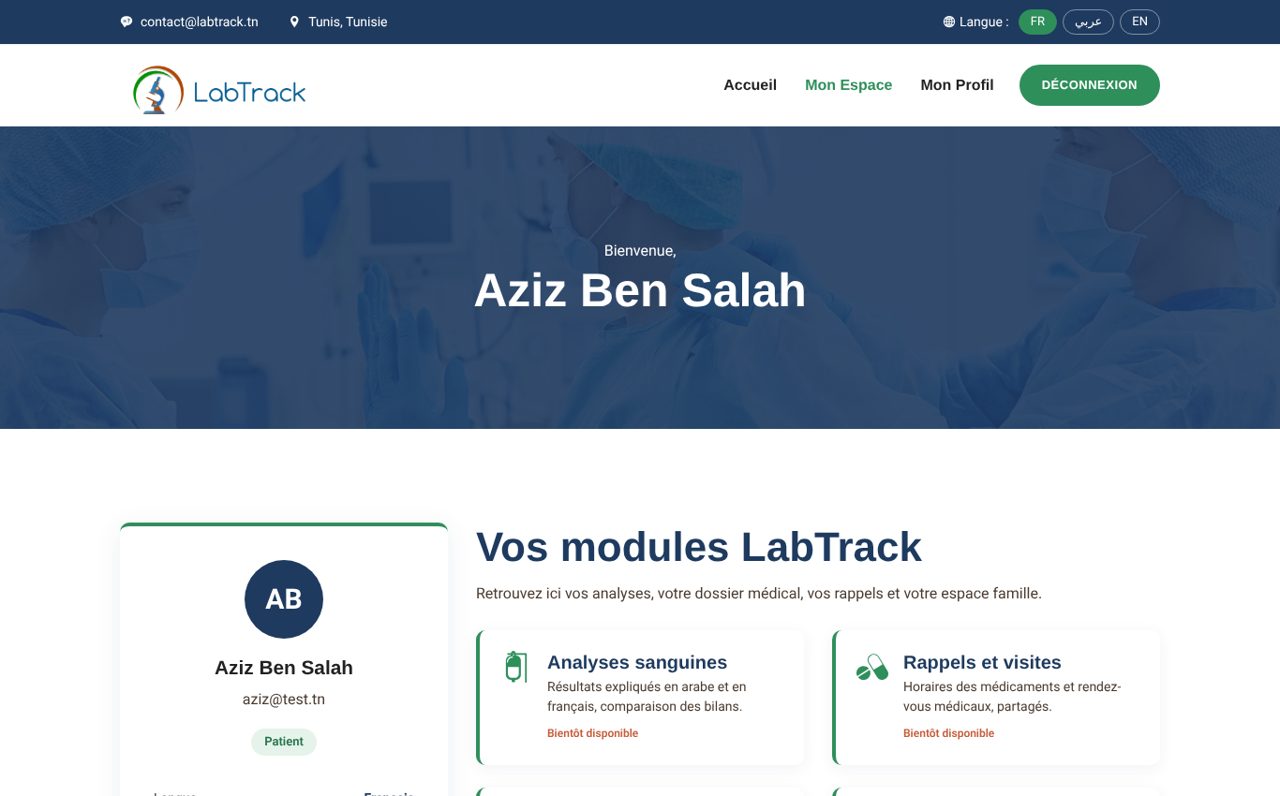 contact@labtrack.tn
Tunis, Tunisie
Langue :
FR
عربي
EN
LabTrack
Accueil
Mon Espace
Mon Profil
DÉCONNEXION
Bienvenue,
Aziz Ben Salah
AB
Aziz Ben Salah
aziz@test.tn
Patient
Vos modules LabTrack
Retrouvez ici vos analyses, votre dossier médical, vos rappels et votre espace famille.
Analyses sanguines
Résultats expliqués en arabe et en
français, comparaison des bilans.
Bientôt disponible
Rappels et visites
Horaires des médicaments et rendez-
vous médicaux, partagés.
Bientôt disponible